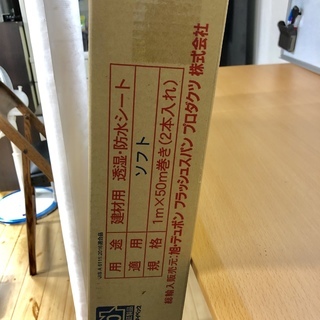 用途 建材用 透湿・防水シート
適用 ソフト
規格 1m×50m巻き(2本入れ)
総輸入販売元:旭・デュポン フラッシュスパン プロダクツ 株式会社